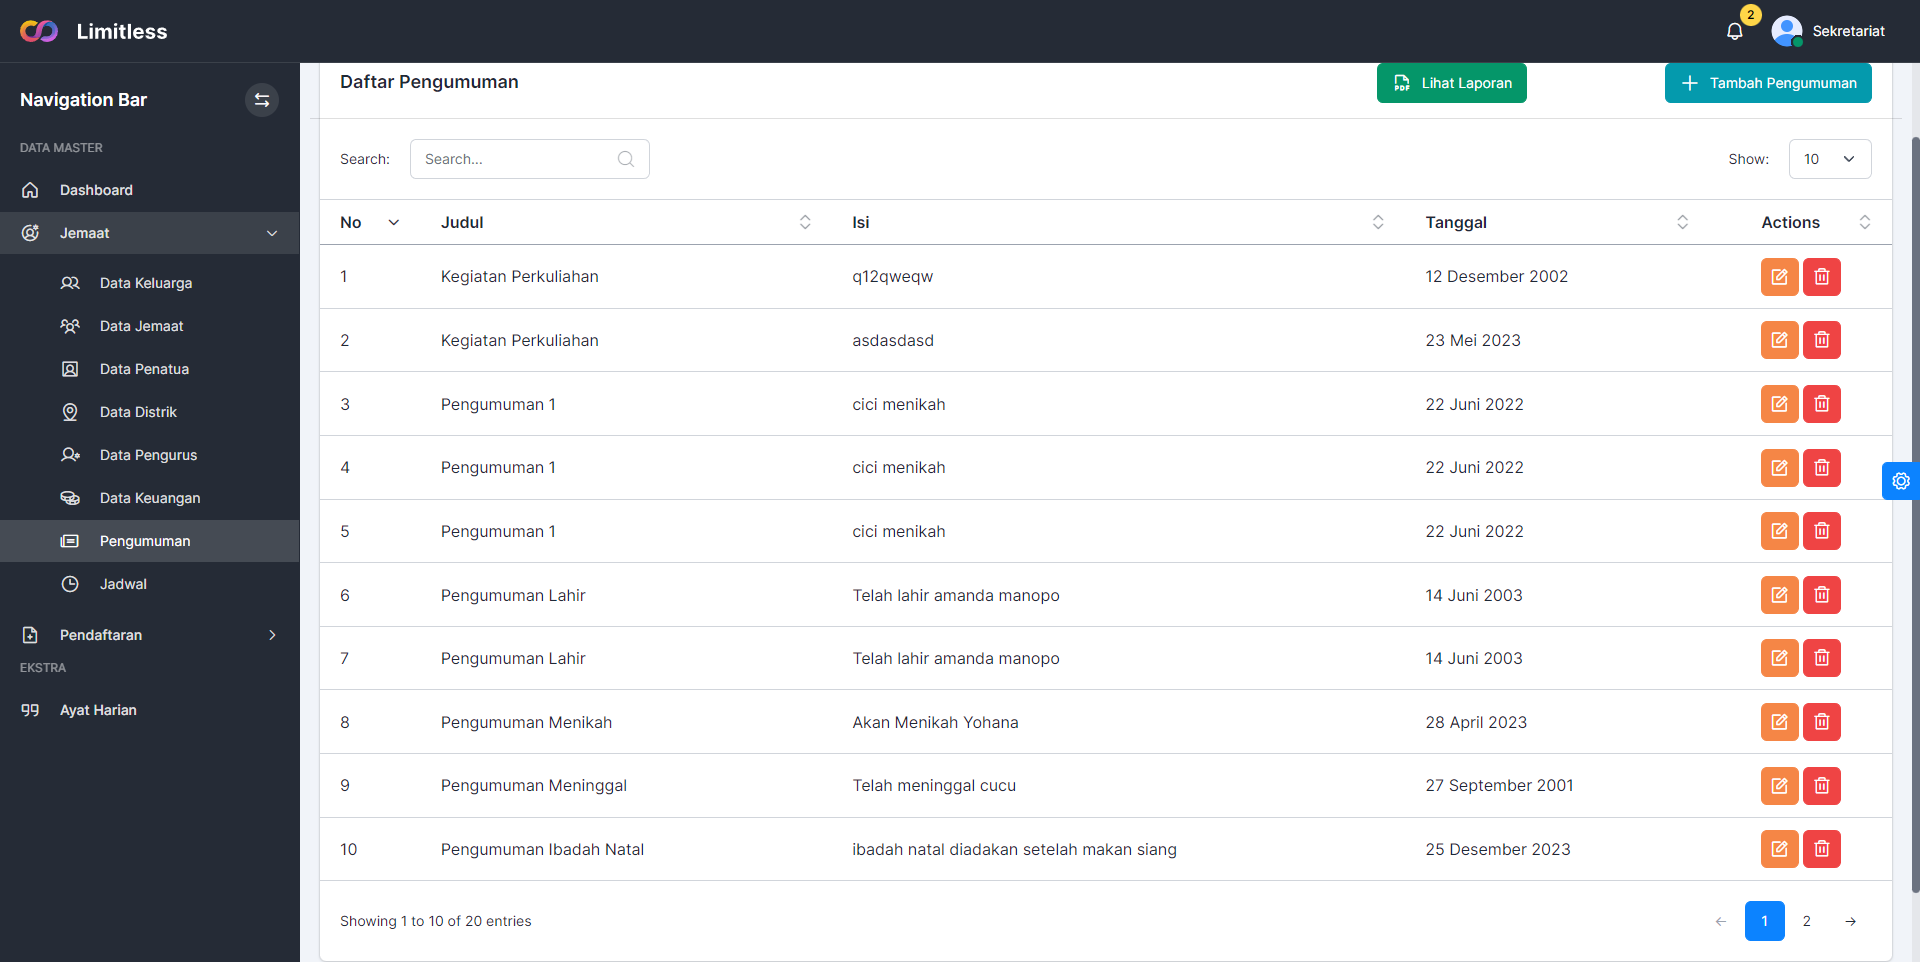 Limitless
2
Sekretariat
Navigation Bar
DATA MASTER
Dashboard
Jemaat
Data Keluarga
Data Jemaat
Data Penatua
Data Distrik
Data Pengurus
Data Keuangan
Pengumuman
Jadwal
Pendaftaran
EKSTRA
Ayat Harian
Daftar Pengumuman
PDF Lihat Laporan
Tambah Pengumuman
Search: Search...
Show: 10
No Judul Isi Tanggal Actions
1 Kegiatan Perkuliahan q12qweqw 12 Desember 2002
2 Kegiatan Perkuliahan asdasdasd 23 Mei 2023
3 Pengumuman 1 cici menikah 22 Juni 2022
4 Pengumuman 1 cici menikah 22 Juni 2022
5 Pengumuman 1 cici menikah 22 Juni 2022
6 Pengumuman Lahir Telah lahir amanda manopo 14 Juni 2003
7 Pengumuman Lahir Telah lahir amanda manopo 14 Juni 2003
8 Pengumuman Menikah Akan Menikah Yohana 28 April 2023
9 Pengumuman Meninggal Telah meninggal cucu 27 September 2001
10 Pengumuman Ibadah Natal ibadah natal diadakan setelah makan siang 25 Desember 2023
Showing 1 to 10 of 20 entries
← 1 2 →